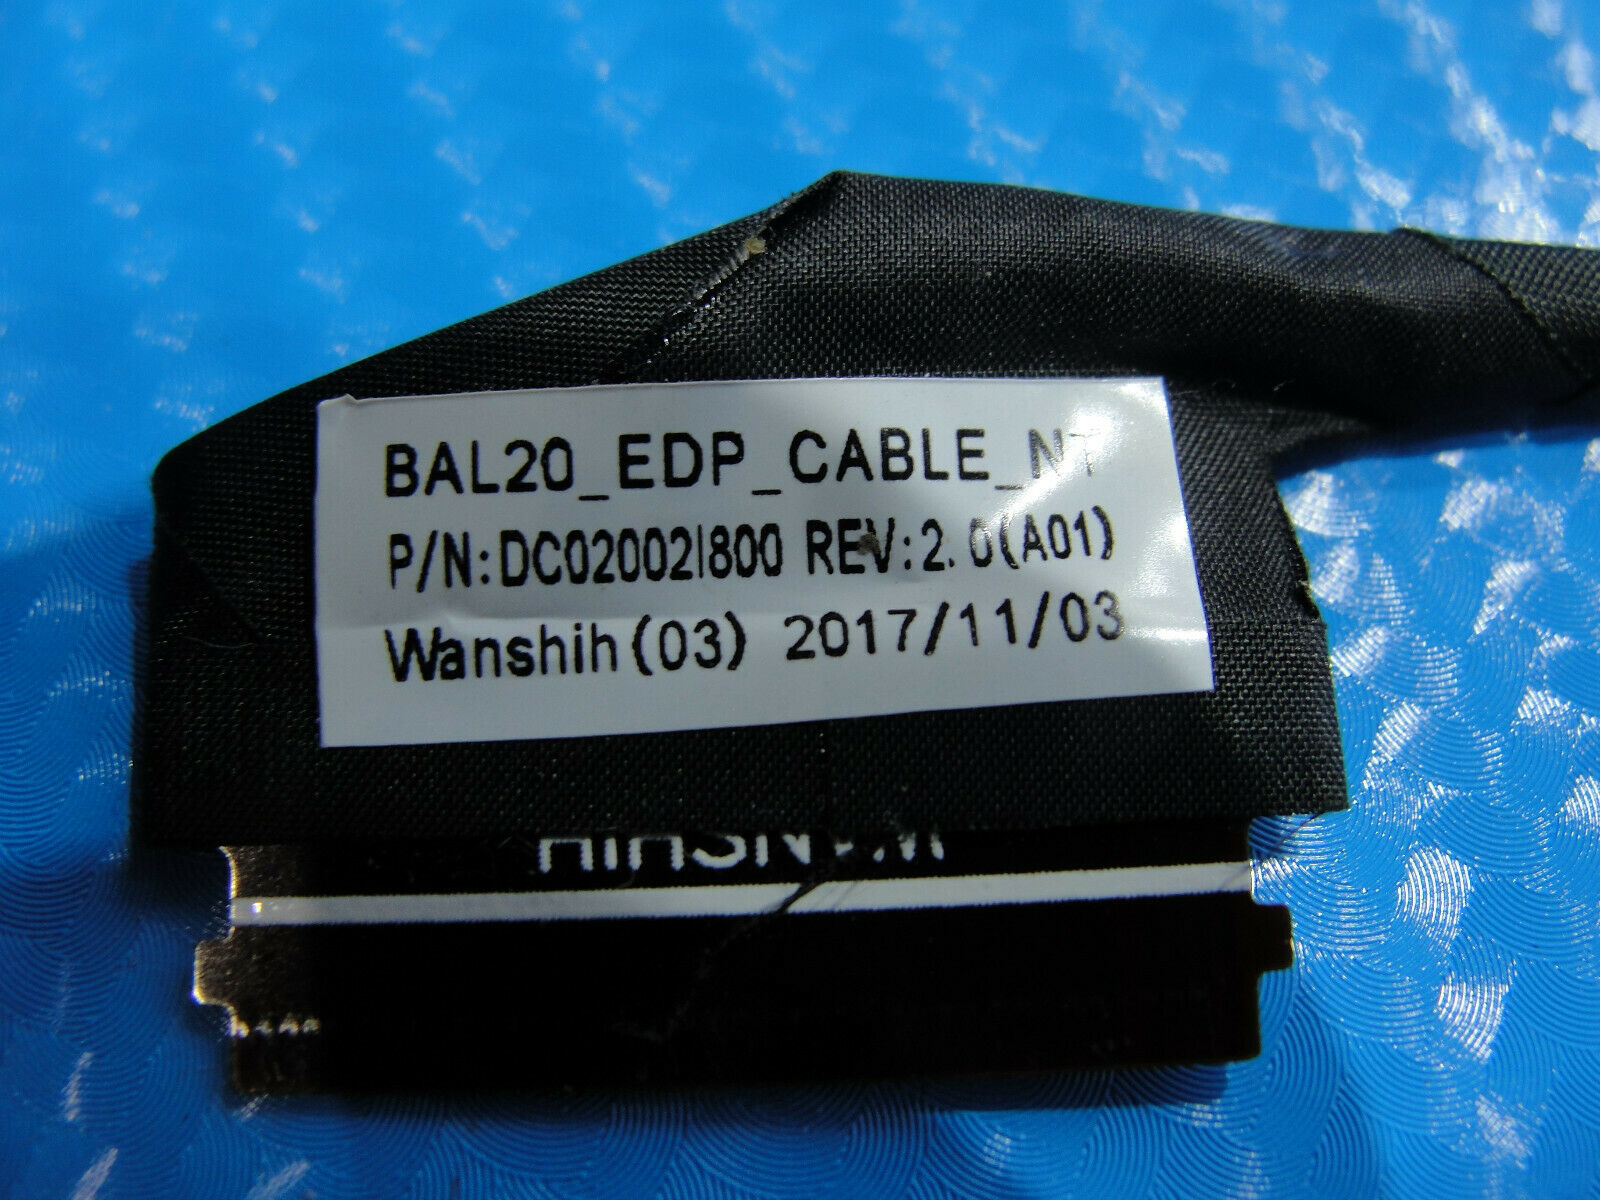 BAL20_EDP_CABLE_NT
P/N:DC02002I800 REV:2.0(A01)
Wanshih(03) 2017/11/03